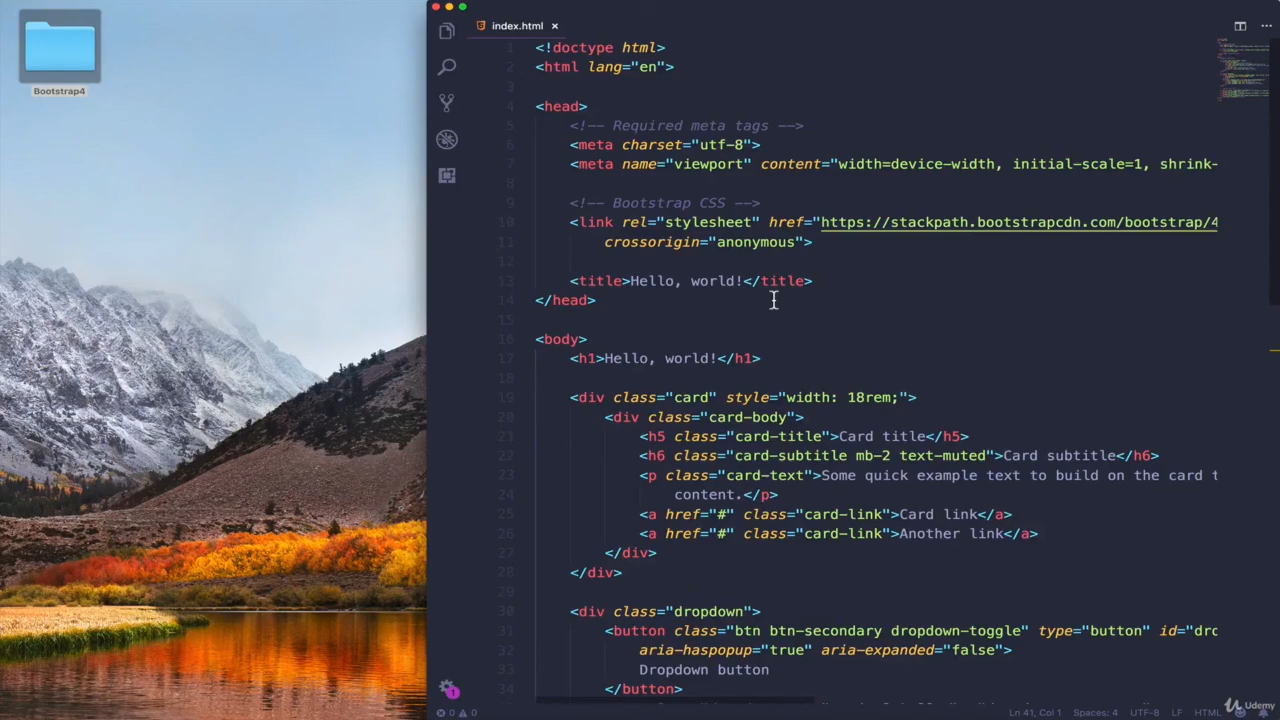 Bootstrap4
index.html
1 <!doctype html>
2 <html lang="en">
3
4 <head>
5 <!-- Required meta tags -->
6 <meta charset="utf-8">
7 <meta name="viewport" content="width=device-width, initial-scale=1, shrink-
8
9 <!-- Bootstrap CSS -->
10 <link rel="stylesheet" href="https://stackpath.bootstrapcdn.com/bootstrap/4
11 crossorigin="anonymous">
12
13 <title>Hello, world!</title>
14 </head>
15
16 <body>
17 <h1>Hello, world!</h1>
18
19 <div class="card" style="width: 18rem;">
20 <div class="card-body">
21 <h5 class="card-title">Card title</h5>
22 <h6 class="card-subtitle mb-2 text-muted">Card subtitle</h6>
23 <p class="card-text">Some quick example text to build on the card t
24 content.</p>
25 <a href="#" class="card-link">Card link</a>
26 <a href="#" class="card-link">Another link</a>
27 </div>
28 </div>
29
30 <div class="dropdown">
31 <button class="btn btn-secondary dropdown-toggle" type="button" id="dro
32 aria-haspopup="true" aria-expanded="false">
33 Dropdown button
34 </button>
1
0 0 Ln 41, Col 1 Spaces: 4 UTF-8 LF HTML
Udemy